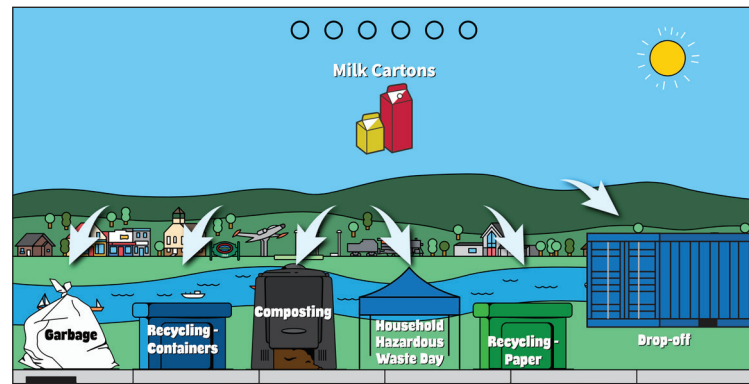 Milk Cartons
Garbage
Recycling -
Containers
Composting
Household
Hazardous
Waste Day
Recycling -
Paper
Drop-off